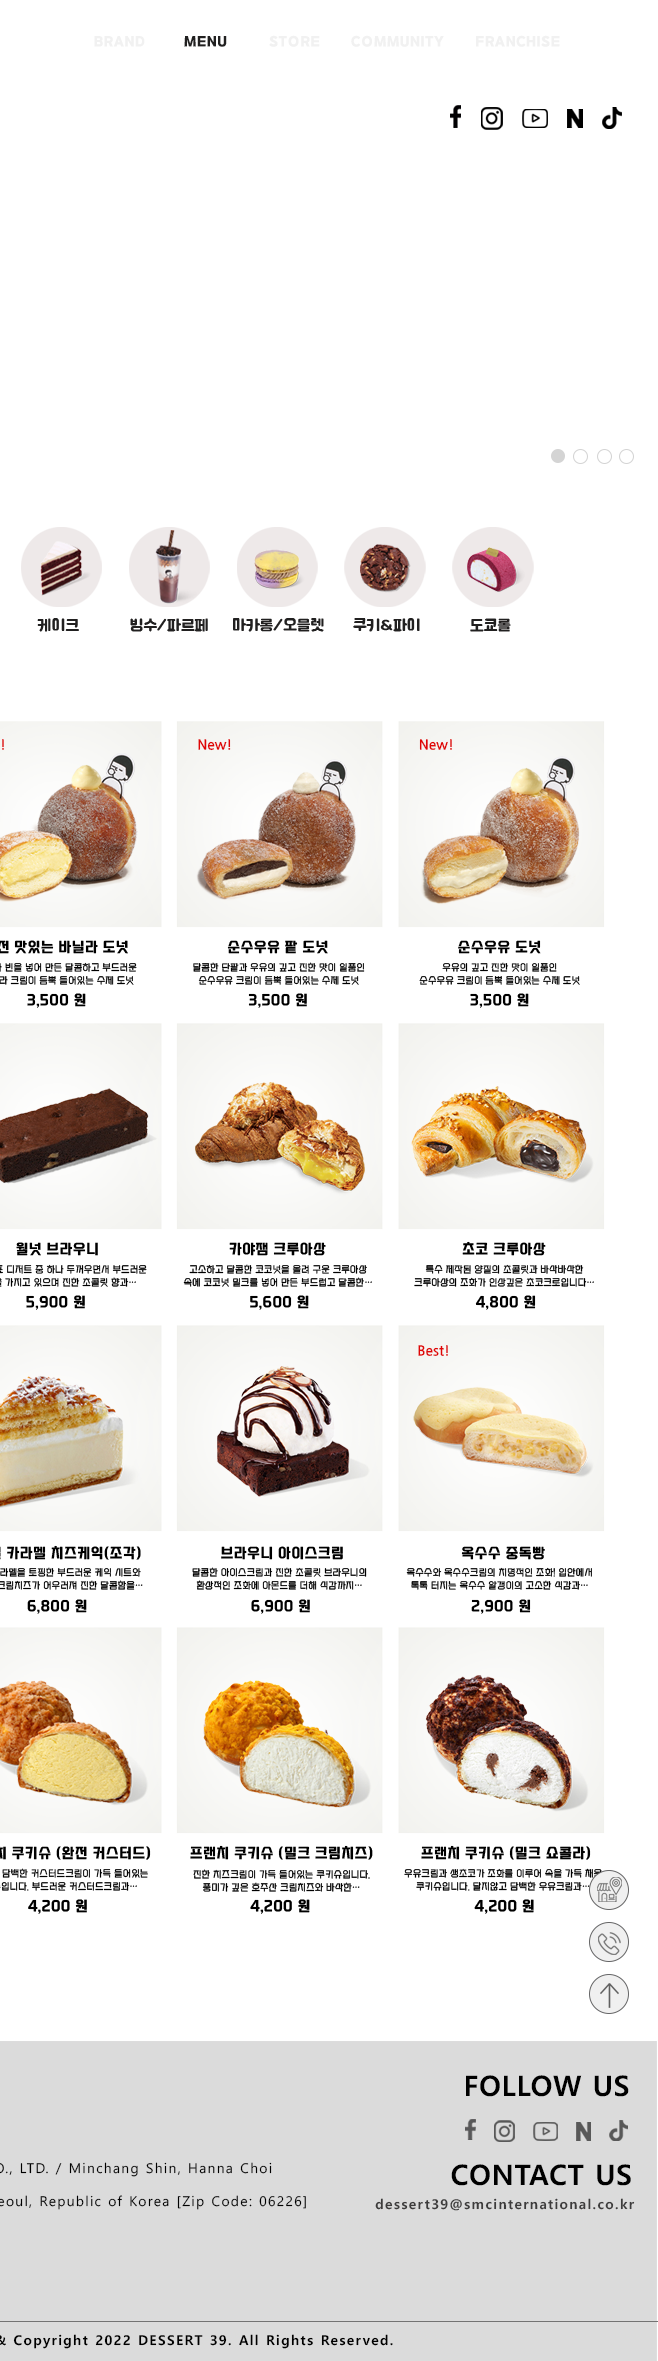 BRAND MENU STORE COMMUNITY FRANCHISE
N
케이크 빙수/파르페 마카롱/오믈렛 쿠키&파이 도쿄롤
! New! New!
전 맛있는 바닐라 도넛 순수우유 팥 도넛 순수우유 도넛
빈을 넣어 만든 달콤하고 부드러운 달콤한 단팥과 우유의 깊고 진한 맛이 일품인 우유의 깊고 진한 맛이 일품인
라 크림이 듬뿍 들어있는 수제 도넛 순수우유 크림이 듬뿍 들어있는 수제 도넛 순수우유 크림이 듬뿍 들어있는 수제 도넛
3,500 원 3,500 원 3,500 원
월넛 브라우니 카야잼 크루아상 초코 크루아상
디저트 중 하나 두꺼우면서 부드러운 고소하고 달콤한 코코넛을 올려 구운 크루아상 특수 제작된 양질의 초콜릿과 바삭바삭한
가지고 있으며 진한 초콜릿 향과··· 속에 코코넛 밀크를 넣어 만든 부드럽고 달콤한··· 크루아상의 조화가 인상깊은 초코크로입니다···
5,900 원 5,600 원 4,800 원
Best!
카라멜 치즈케익(조각) 브라우니 아이스크림 옥수수 중독빵
라멜을 토핑한 부드러운 케익 시트와 달콤한 아이스크림과 진한 초콜릿 브라우니의 옥수수와 옥수수크림의 치명적인 조화! 입안에서
크림치즈가 어우러져 진한 달콤함을··· 환상적인 조화에 아몬드를 더해 식감까지··· 톡톡 터지는 옥수수 알갱이의 고소한 식감과···
6,800 원 6,900 원 2,900 원
치 쿠키슈 (완전 커스터드) 프랜치 쿠키슈 (밀크 크림치즈) 프랜치 쿠키슈 (밀크 쇼콜라)
담백한 커스터드크림이 가득 들어있는 진한 치즈크림이 가득 들어있는 쿠키슈입니다. 우유크림과 생초코가 조화를 이루어 속을 가득 채운
입니다. 부드러운 커스터드크림과··· 풍미가 깊은 호주산 크림치즈와 바삭한··· 쿠키슈입니다. 달지않고 담백한 우유크림과···
4,200 원 4,200 원 4,200 원
FOLLOW US
N
O., LTD. / Minchang Shin, Hanna Choi
CONTACT US
eoul, Republic of Korea [Zip Code: 06226]
dessert39@smcinternational.co.kr
& Copyright 2022 DESSERT 39. All Rights Reserved.